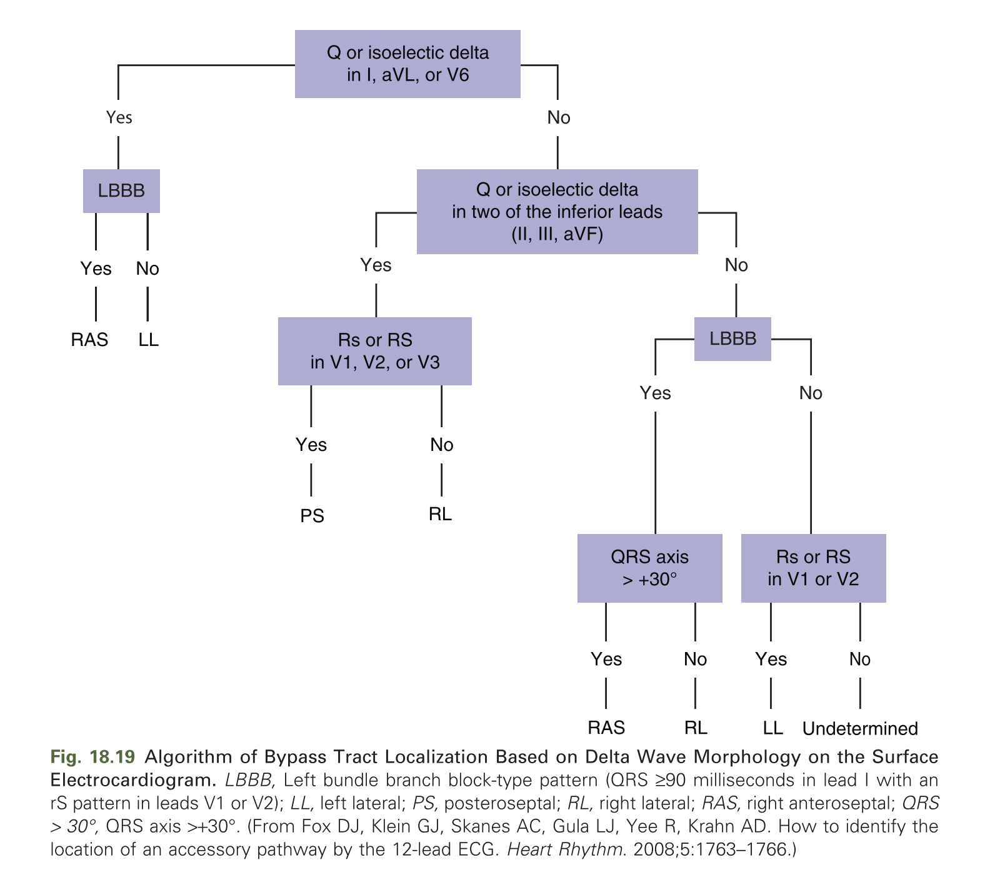 Q or isoelectic delta
in I, aVL, or V6
Yes
No
LBBB
Q or isoelectic delta
in two of the inferior leads
(II, III, aVF)
Yes
No
Yes
No
RAS
LL
Rs or RS
in V1, V2, or V3
LBBB
Yes
No
Yes
No
PS
RL
QRS axis
> +30°
Rs or RS
in V1 or V2
Yes
No
Yes
No
RAS
RL
LL
Undetermined
Fig. 18.19 Algorithm of Bypass Tract Localization Based on Delta Wave Morphology on the Surface
Electrocardiogram. LBBB, Left bundle branch block-type pattern (QRS ≥90 milliseconds in lead I with an
rS pattern in leads V1 or V2); LL, left lateral; PS, posteroseptal; RL, right lateral; RAS, right anteroseptal; QRS
> 30°, QRS axis >+30°. (From Fox DJ, Klein GJ, Skanes AC, Gula LJ, Yee R, Krahn AD. How to identify the
location of an accessory pathway by the 12-lead ECG. Heart Rhythm. 2008;5:1763–1766.)